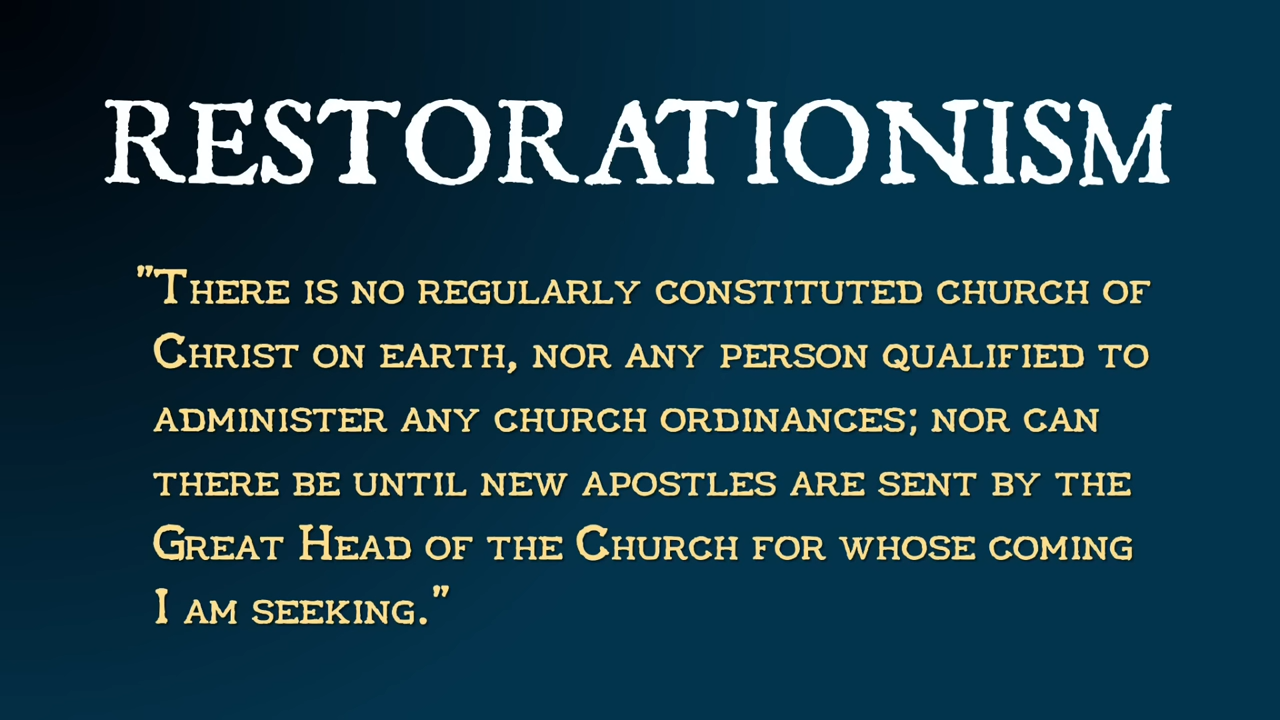 RESTORATIONISM
"There is no regularly constituted church of
Christ on earth, nor any person qualified to
administer any church ordinances; nor can
there be until new apostles are sent by the
Great Head of the Church for whose coming
I am seeking."